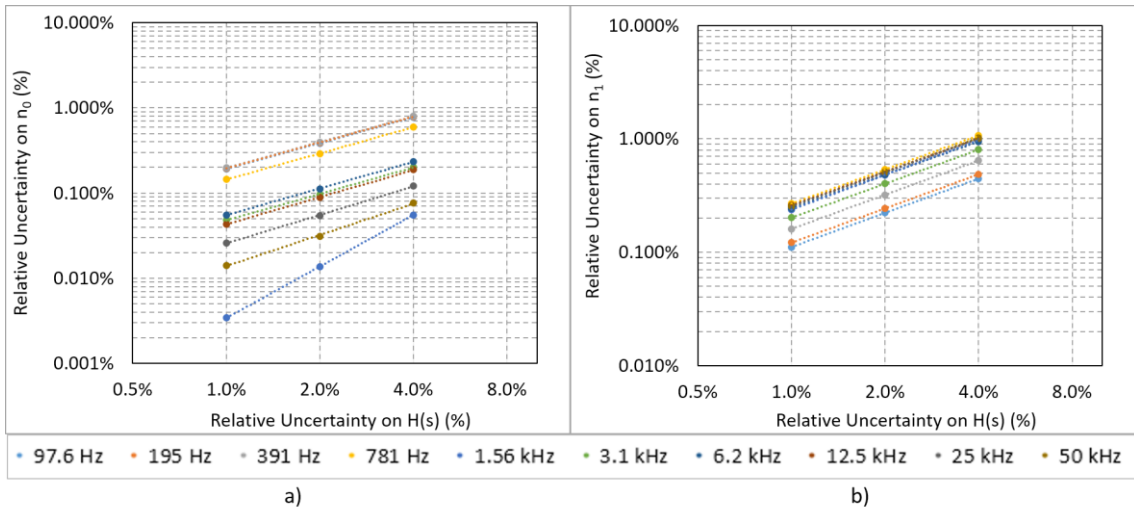 10.000%
1.000%
0.100%
0.010%
0.001%
Relative Uncertainty on n0 (%)
0.5% 1.0% 2.0% 4.0% 8.0%
Relative Uncertainty on H(s) (%)
10.000%
1.000%
0.100%
0.010%
Relative Uncertainty on n1 (%)
0.5% 1.0% 2.0% 4.0% 8.0%
Relative Uncertainty on H(s) (%)
97.6 Hz 195 Hz 391 Hz 781 Hz 1.56 kHz 3.1 kHz 6.2 kHz 12.5 kHz 25 kHz 50 kHz
a) b)